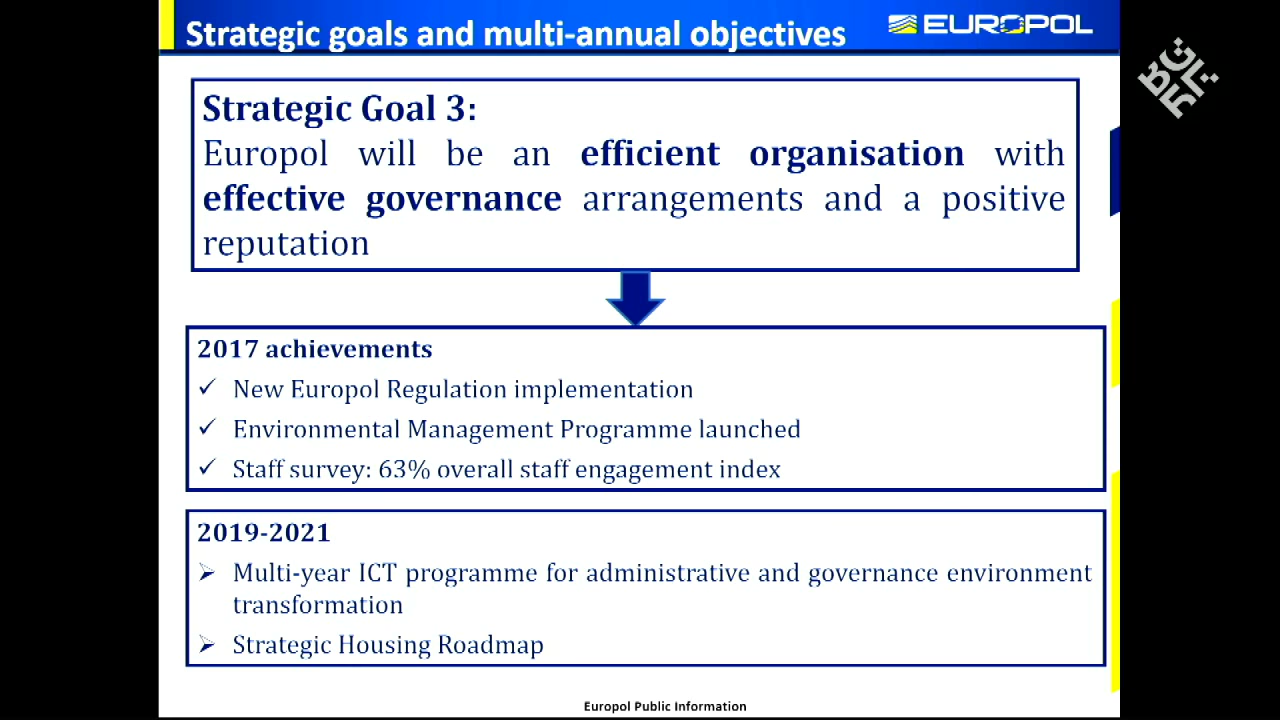 Strategic goals and multi-annual objectives
EUROPOL
Strategic Goal 3:
Europol will be an efficient organisation with
effective governance arrangements and a positive
reputation
2017 achievements
✓ New Europol Regulation implementation
✓ Environmental Management Programme launched
✓ Staff survey: 63% overall staff engagement index
2019-2021
➢ Multi-year ICT programme for administrative and governance environment
transformation
➢ Strategic Housing Roadmap
Europol Public Information